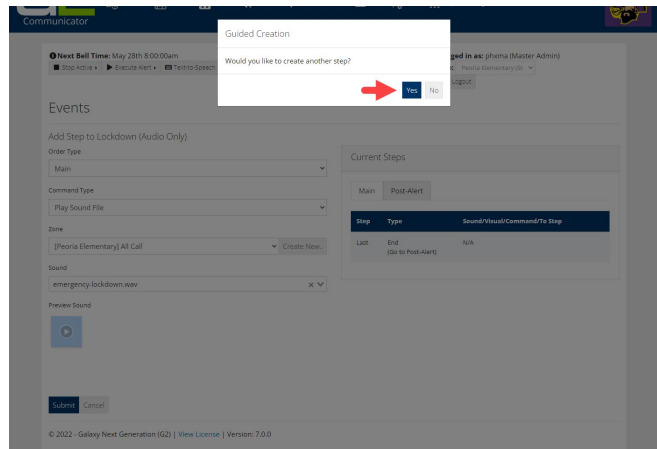 Communicator
Guided Creation
Would you like to create another step?
Yes No
Next Bell Time: May 28th 8:00:00am
ged in as: phxma (Master Admin)
Stop Active Execute Alert Text-to-Speech
Peoria Elementary (9)
Logout
Events
Add Step to Lockdown (Audio Only)
Order Type
Main
Command Type
Play Sound File
Zone
[Peoria Elementary] All Call Create New..
Sound
emergency-lockdown.wav
Preview Sound
Submit Cancel
Current Steps
Main Post-Alert
Step Type Sound/Visual/Command/To Step
Last End N/A
(Go to Post-Alert)
© 2022 - Galaxy Next Generation (G2) | View License | Version: 7.0.0